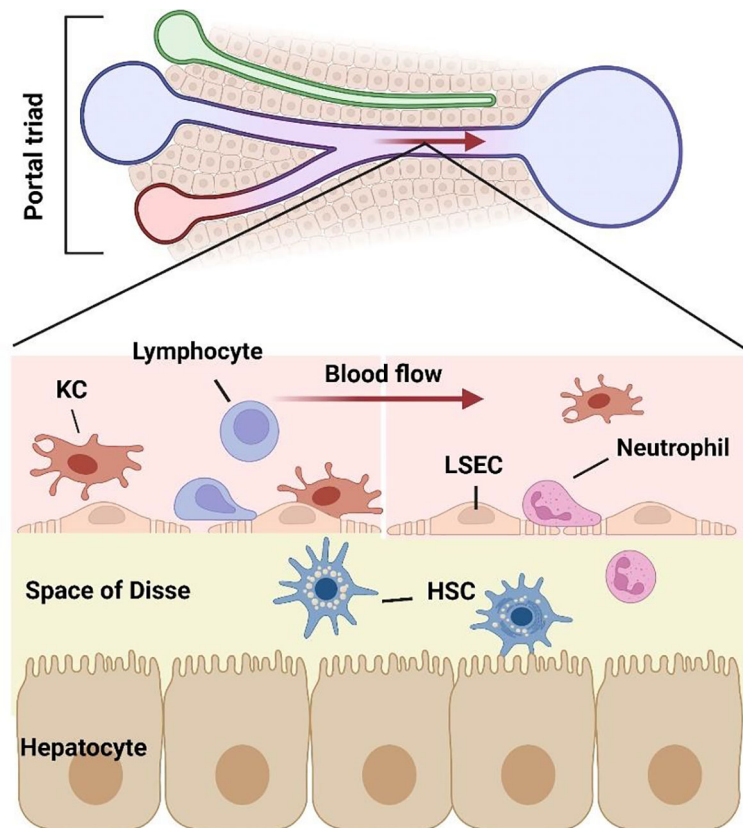 Portal triad
Lymphocyte
Blood flow
KC
Neutrophil
LSEC
Space of Disse
HSC
Hepatocyte